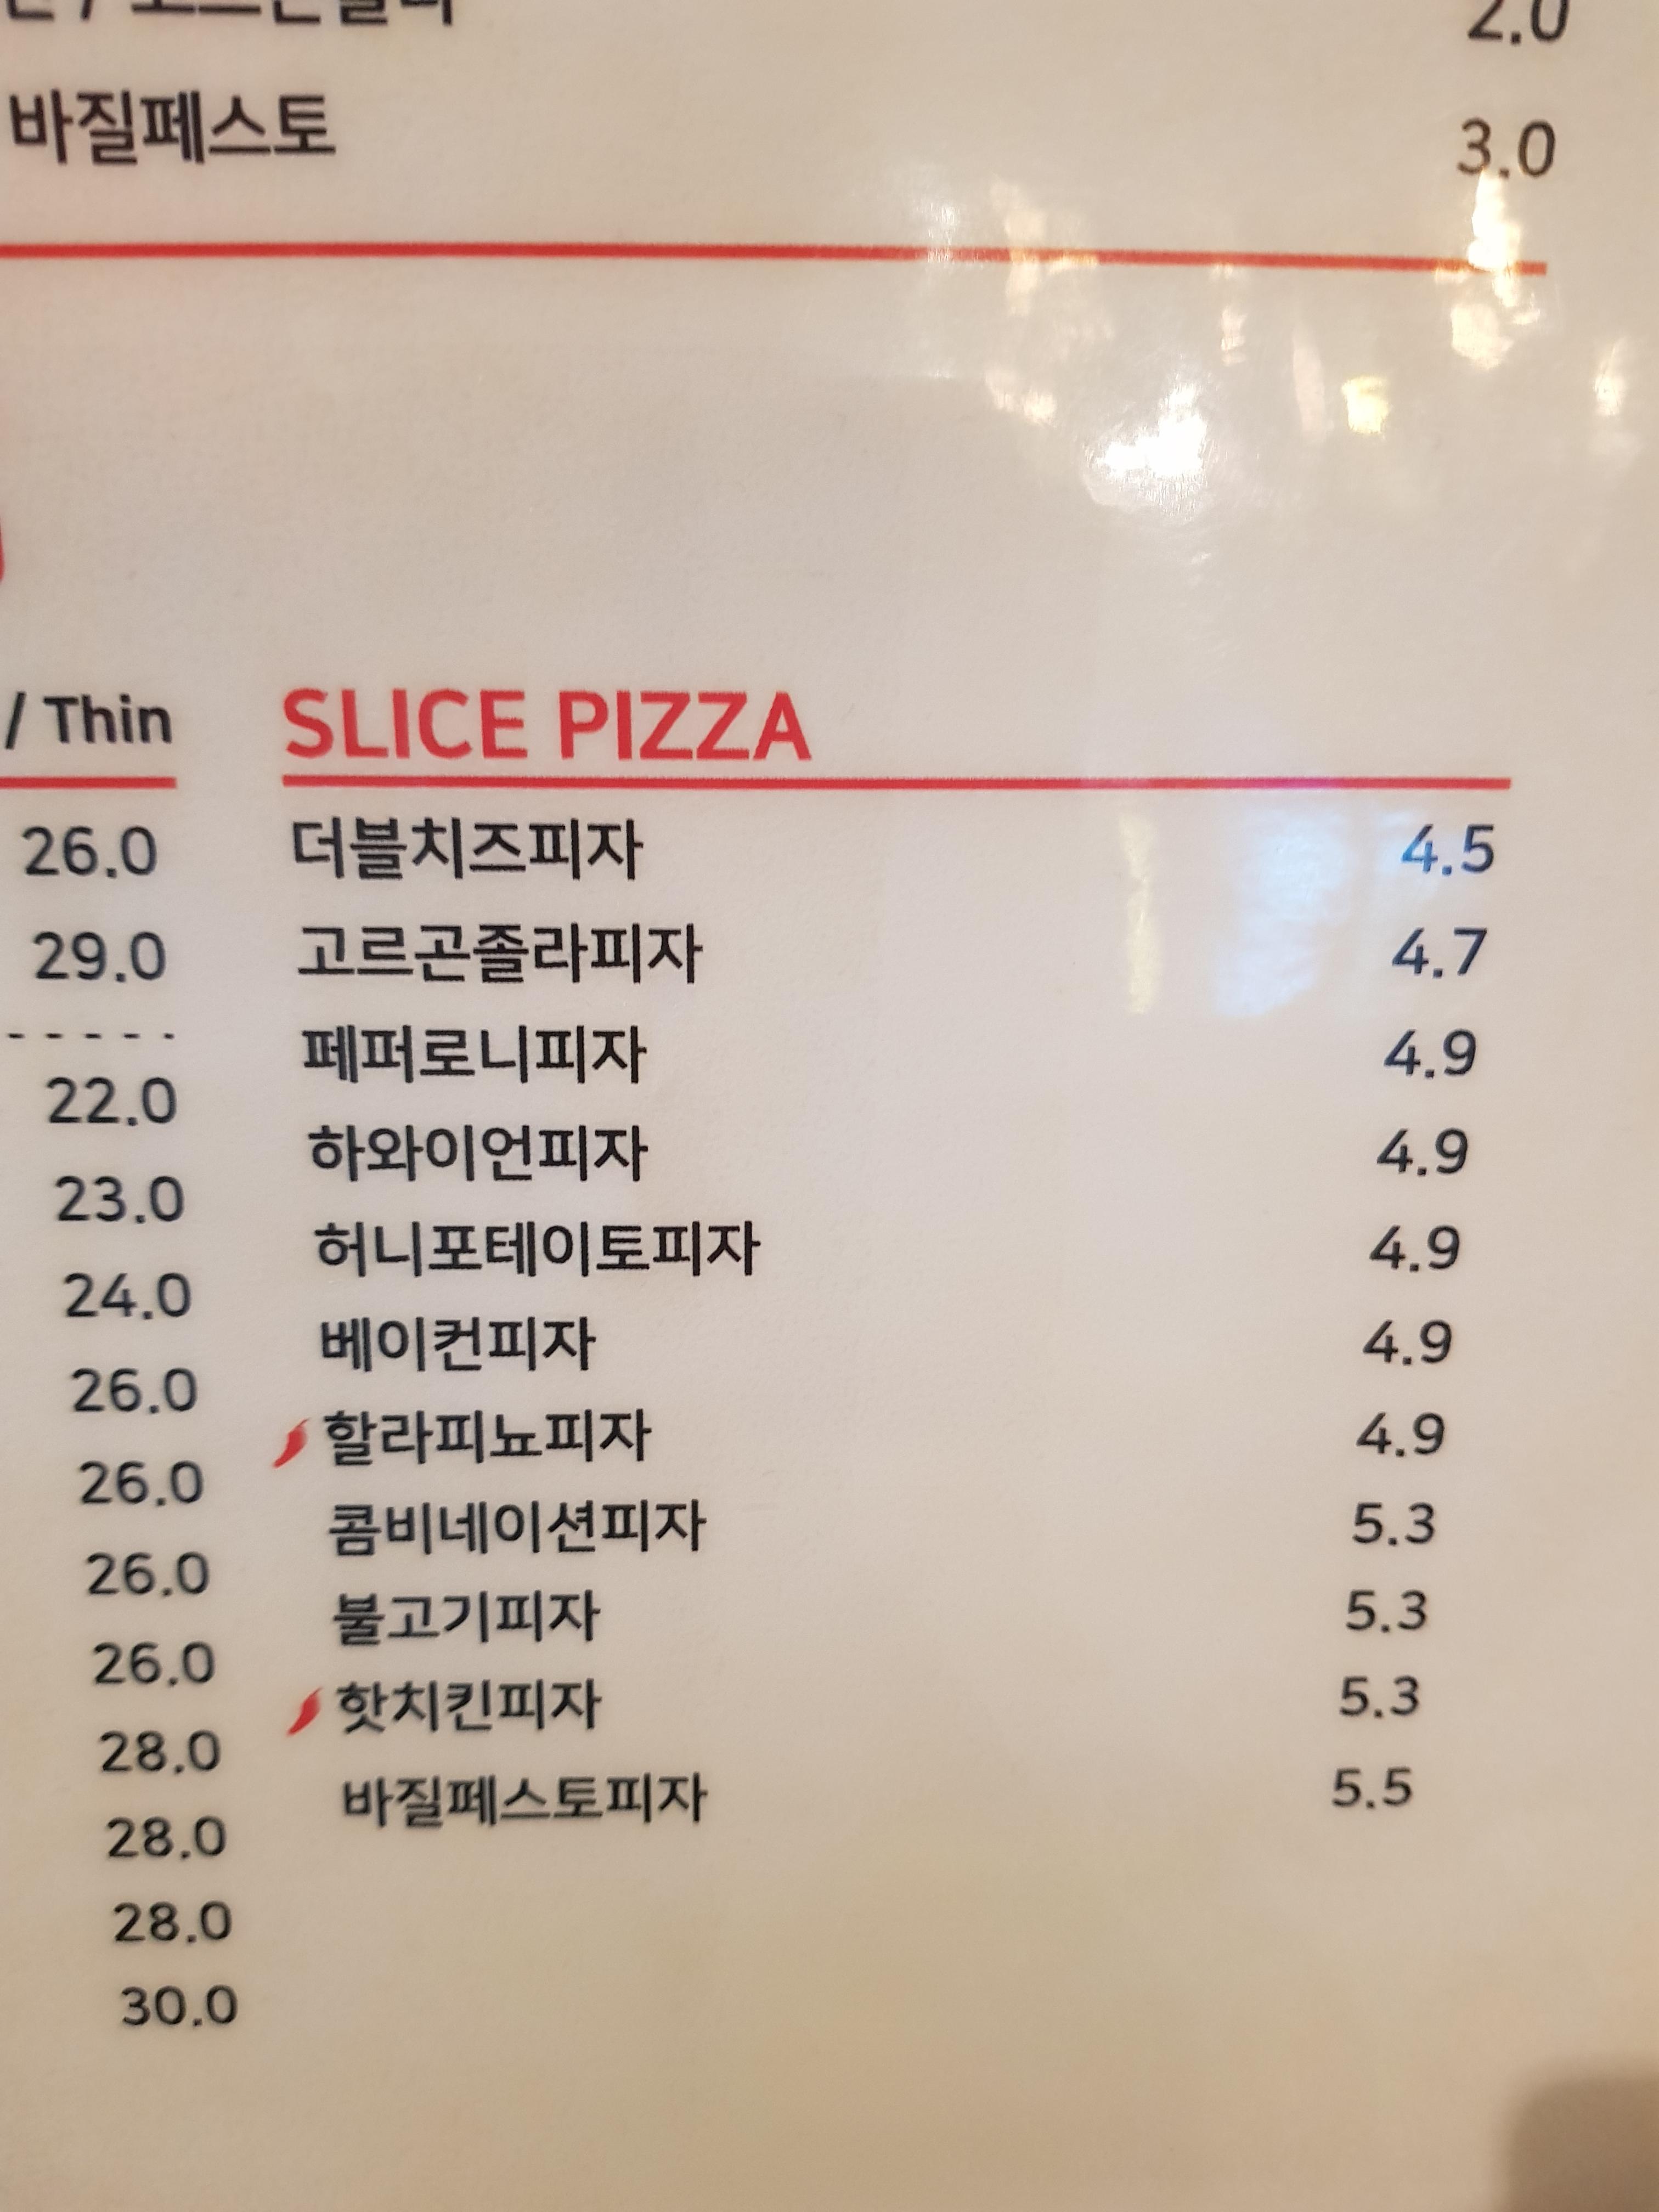 2.0
바질페스토 3.0
/ Thin
SLICE PIZZA
26.0
더블치즈피자 4.5
29.0
고르곤졸라피자 4.7
페퍼로니피자 4.9
22.0
하와이언피자 4.9
23.0
허니포테이토피자 4.9
24.0
베이컨피자 4.9
26.0
할라피뇨피자 4.9
26.0
콤비네이션피자 5.3
26.0
불고기피자 5.3
26.0
핫치킨피자 5.3
28.0
바질페스토피자 5.5
28.0
28.0
30.0